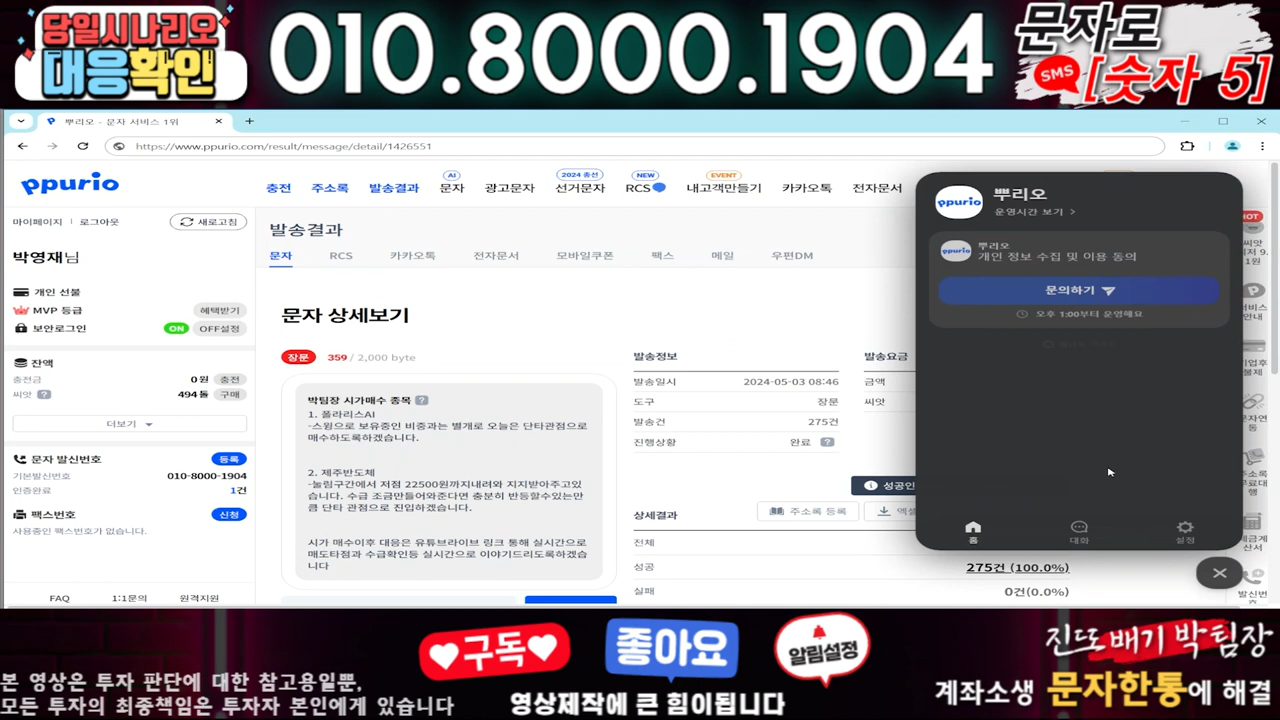 당일시나리오
대응확인
010.8000.1904
문자로
SMS
[숫자 5]
뿌리오 - 문자 서비스 1위
https://www.ppurio.com/result/message/detail/1426551
ppurio
충전
주소록
발송결과
AI
문자
광고문자
2024 총선
선거문자
NEW
RCS
EVENT
내고객만들기
카카오톡
전자문서
마이페이지
로그아웃
새로고침
박영재님
개인 선불
MVP 등급
혜택받기
보안로그인
ON
OFF설정
잔액
충전금
0원
충전
씨앗 ?
494톨
구매
더보기
문자 발신번호
등록
기본발신번호
010-8000-1904
인증완료
1건
팩스번호
신청
사용중인 팩스번호가 없습니다.
FAQ
1:1문의
원격지원
발송결과
문자
RCS
카카오톡
전자문서
모바일쿠폰
팩스
메일
우편DM
문자 상세보기
장문
359 / 2,000 byte
박팀장 시가매수 종목 ?
1. 폴라리스AI
-스윙으로 보유중인 비중과는 별개로 오늘은 단타관점으로
매수하도록하겠습니다.
2. 제주반도체
-눌림구간에서 저점 22500원까지내려와 지지받아주고있
습니다. 수급 조금만들어와준다면 충분히 반등할수있는만
큼 단타 관점으로 진입하겠습니다.
시가 매수이후 대응은 유튜브라이브 링크 통해 실시간으로
매도타점과 수급확인등 실시간으로 이야기드리도록하겠습
니다
발송정보
발송일시
2024-05-03 08:46
도구
장문
발송건
275건
진행상황
완료 ?
발송요금
금액
씨앗
성공인
상세결과
주소록 등록
엑셀
전체
성공
275건 (100.0%)
실패
0건(0.0%)
ppurio
뿌리오
운영시간 보기 >
ppurio
뿌리오
개인 정보 수집 및 이용 동의
문의하기
오후 1:00부터 운영해요
홈
대화
설정
HOT
구독
좋아요
알림설정
영상제작에 큰 힘이됩니다
본 영상은 투자 판단에 대한 참고용일뿐,
모든 투자의 최종책임은 투자자 본인에게 있습니다
진또배기 박팀장
계좌소생 문자한통에 해결